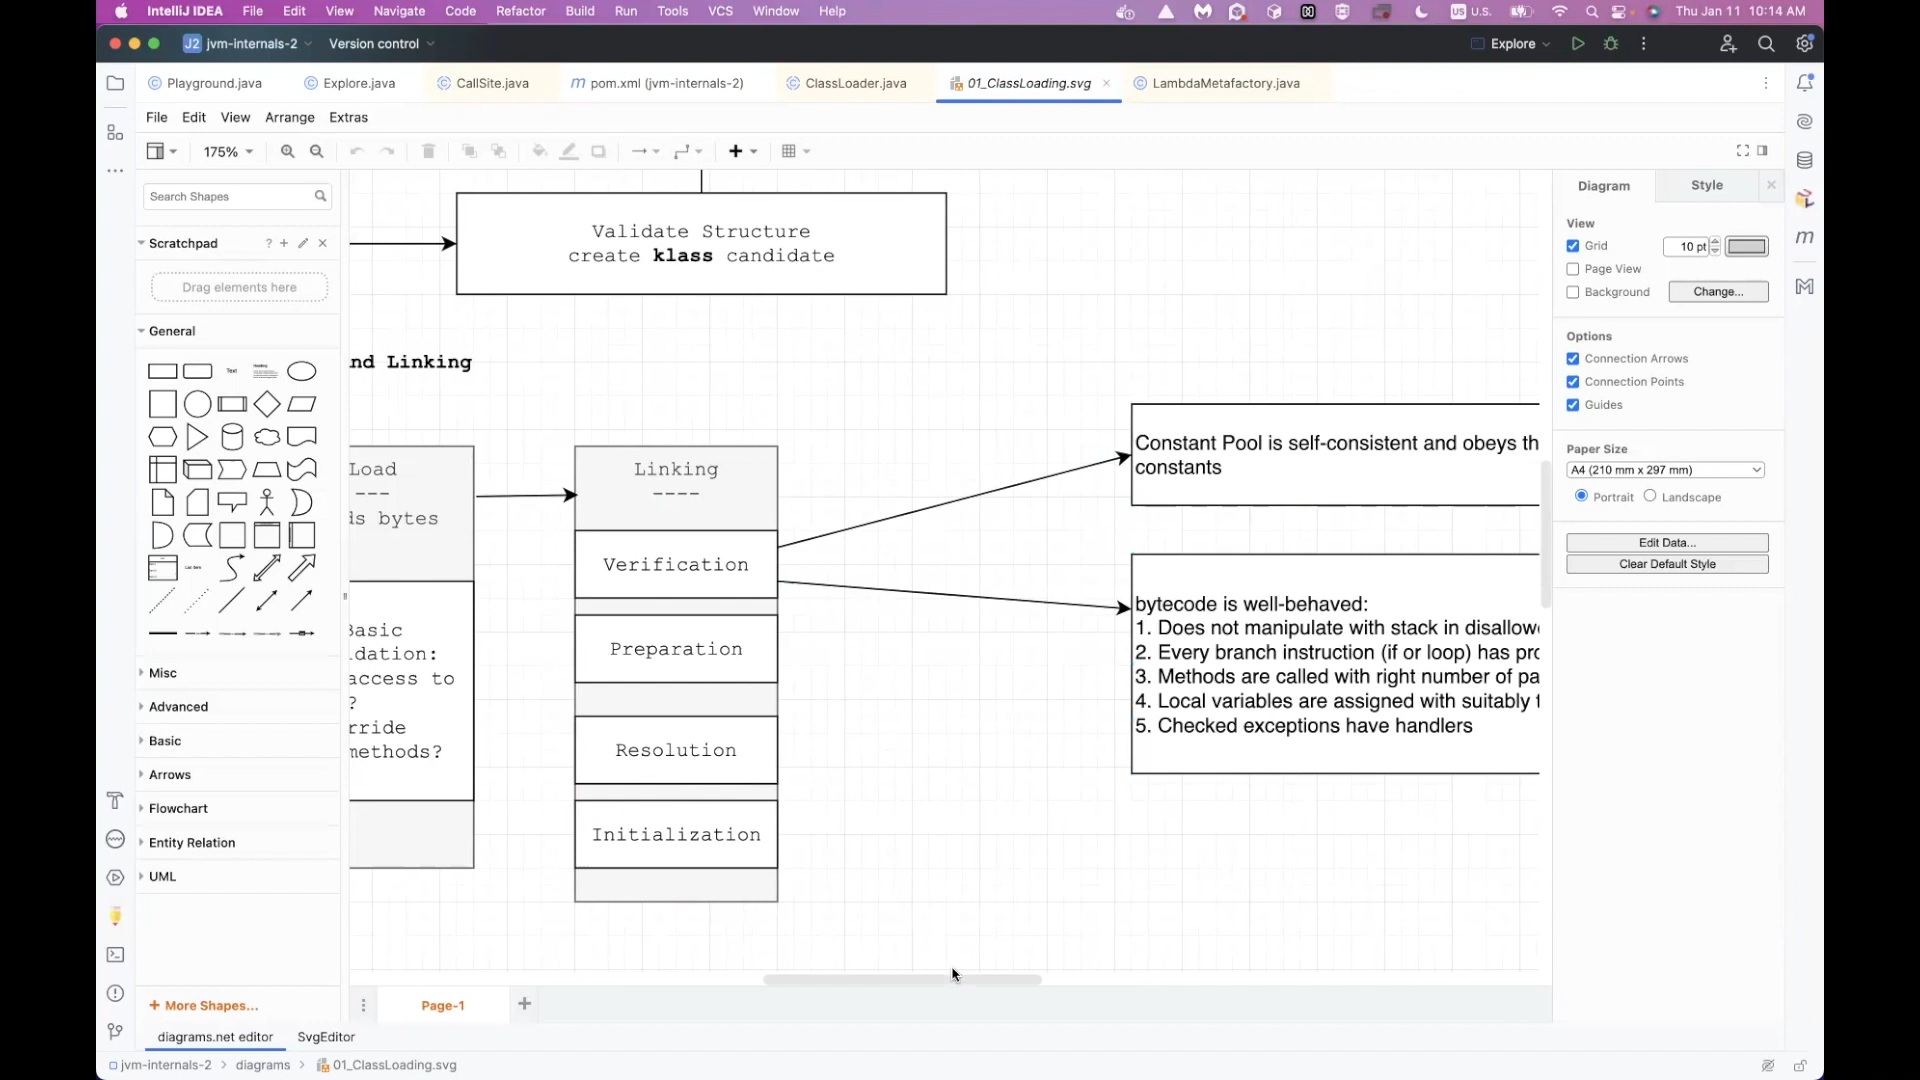 IntelliJ IDEA File Edit View Navigate Code Refactor Build Run Tools VCS Window Help
US U.S. Thu Jan 11 10:14 AM
J2 jvm-internals-2 Version control
Explore
Playground.java Explore.java CallSite.java pom.xml (jvm-internals-2) ClassLoader.java 01_ClassLoading.svg LambdaMetafactory.java
File Edit View Arrange Extras
175%
Search Shapes
Scratchpad
Drag elements here
General
Text
Misc
Advanced
Basic
Arrows
Flowchart
Entity Relation
UML
+ More Shapes...
Validate Structure
create klass candidate
nd Linking
Load
---
ds bytes
Basic
idation:
access to
?
rride
methods?
Linking
----
Verification
Preparation
Resolution
Initialization
Constant Pool is self-consistent and obeys th
constants
bytecode is well-behaved:
1. Does not manipulate with stack in disallow
2. Every branch instruction (if or loop) has pro
3. Methods are called with right number of pa
4. Local variables are assigned with suitably t
5. Checked exceptions have handlers
Diagram Style
View
Grid 10 pt
Page View
Background Change...
Options
Connection Arrows
Connection Points
Guides
Paper Size
A4 (210 mm x 297 mm)
Portrait Landscape
Edit Data...
Clear Default Style
Page-1
diagrams.net editor SvgEditor
jvm-internals-2 > diagrams > 01_ClassLoading.svg